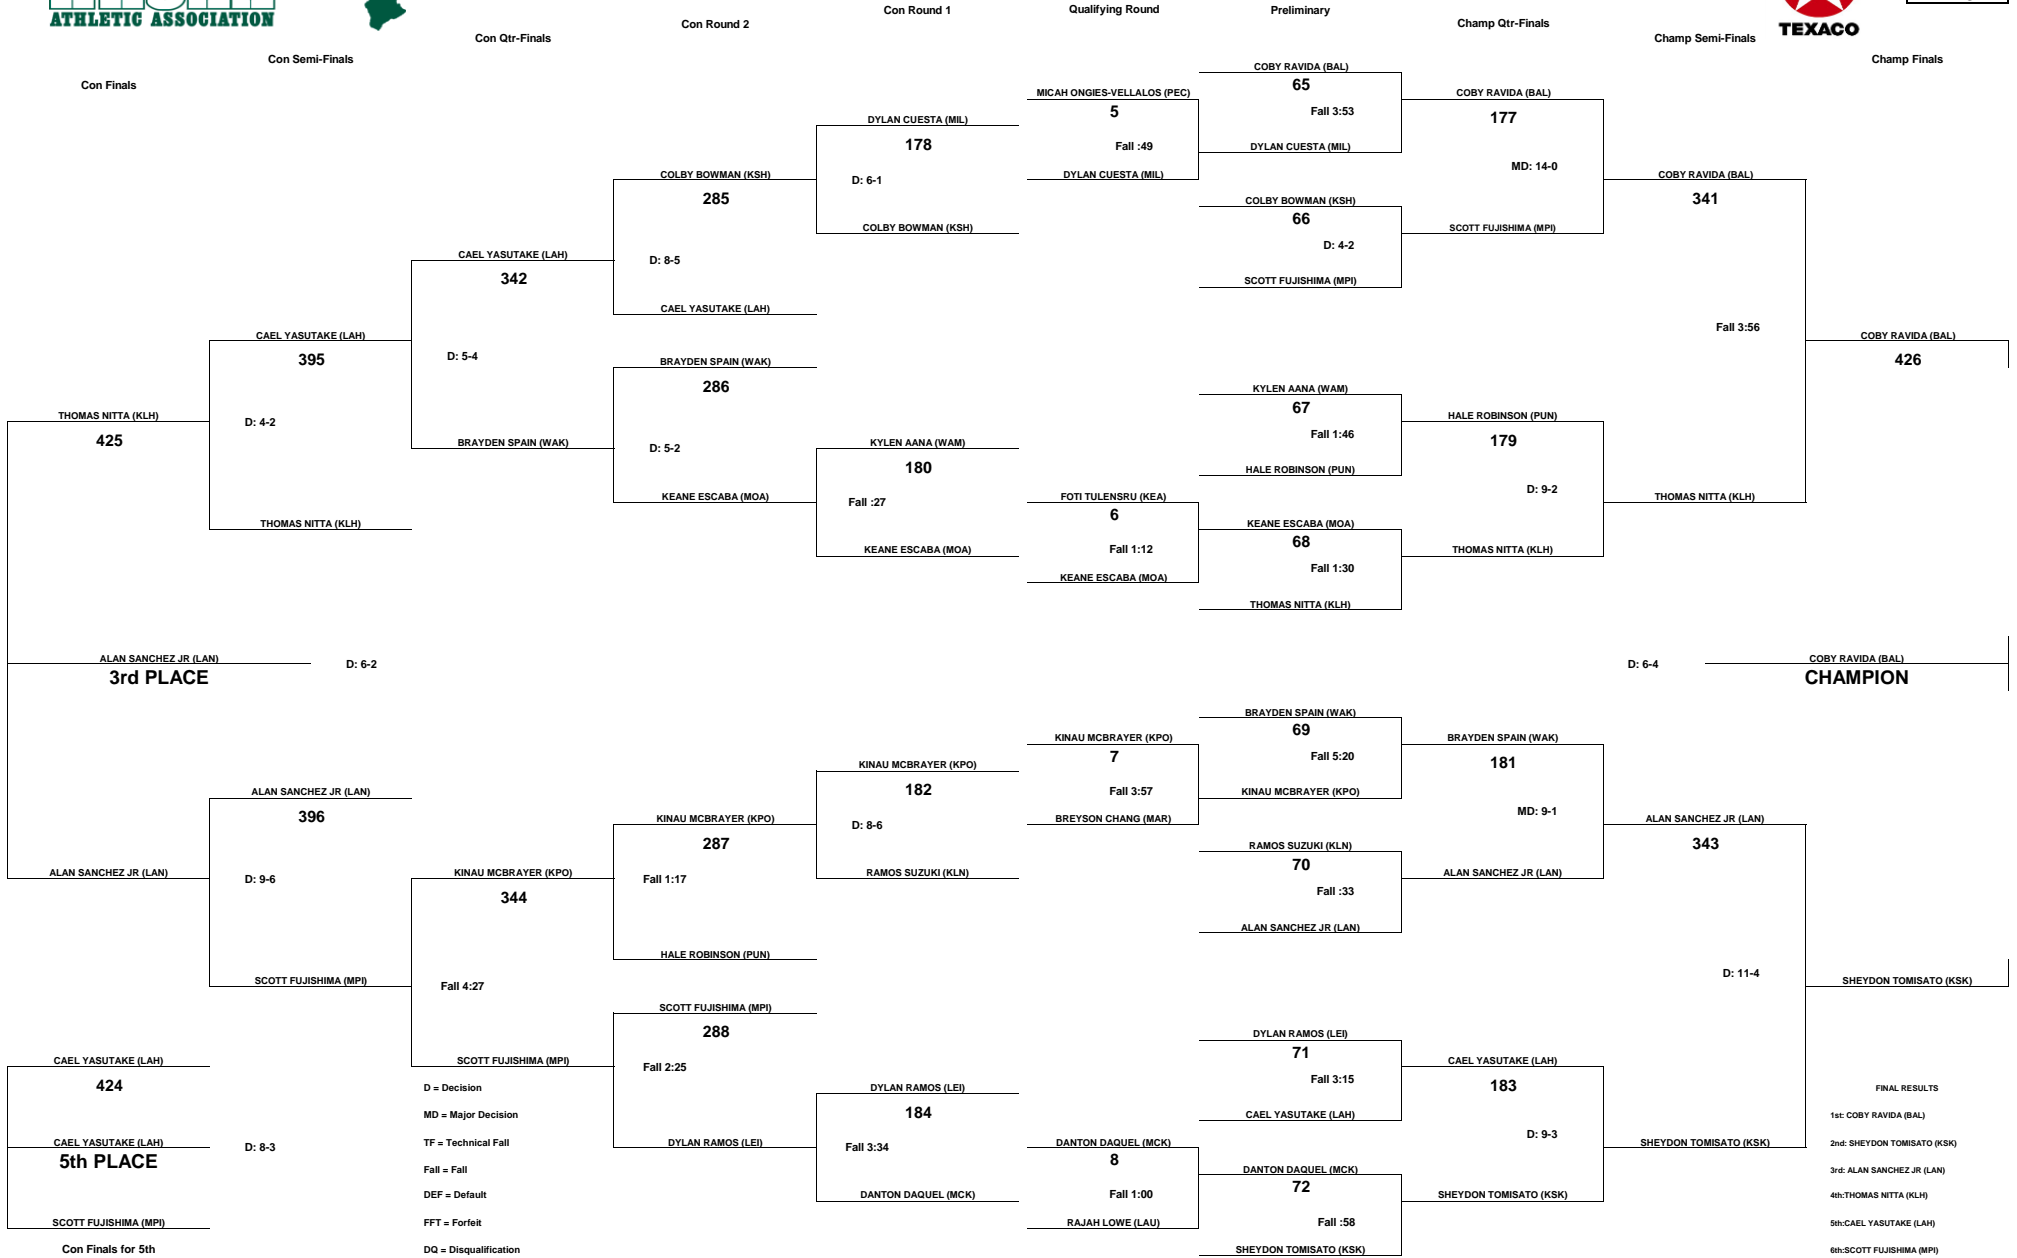 ATHLETIC ASSOCIATION
TEXACO
Con Finals
Con Semi-Finals
Con Qtr-Finals
Con Round 2
Con Round 1
Qualifying Round
Preliminary
Champ Qtr-Finals
Champ Semi-Finals
Champ Finals
THOMAS NITTA (KLH)
425
ALAN SANCHEZ JR (LAN)
3rd PLACE
D: 6-2
ALAN SANCHEZ JR (LAN)
CAEL YASUTAKE (LAH)
424
CAEL YASUTAKE (LAH)
5th PLACE
D: 8-3
SCOTT FUJISHIMA (MPI)
Con Finals for 5th
CAEL YASUTAKE (LAH)
395
D: 4-2
THOMAS NITTA (KLH)
ALAN SANCHEZ JR (LAN)
396
D: 9-6
SCOTT FUJISHIMA (MPI)
CAEL YASUTAKE (LAH)
342
D: 5-4
BRAYDEN SPAIN (WAK)
KINAU MCBRAYER (KPO)
344
Fall 4:27
SCOTT FUJISHIMA (MPI)
D = Decision
MD = Major Decision
TF = Technical Fall
Fall = Fall
DEF = Default
FFT = Forfeit
DQ = Disqualification
COLBY BOWMAN (KSH)
285
D: 8-5
CAEL YASUTAKE (LAH)
BRAYDEN SPAIN (WAK)
286
D: 5-2
KEANE ESCABA (MOA)
KINAU MCBRAYER (KPO)
287
Fall 1:17
HALE ROBINSON (PUN)
SCOTT FUJISHIMA (MPI)
288
Fall 2:25
DYLAN RAMOS (LEI)
DYLAN CUESTA (MIL)
178
D: 6-1
COLBY BOWMAN (KSH)
KYLEN AANA (WAM)
180
Fall :27
KEANE ESCABA (MOA)
KINAU MCBRAYER (KPO)
182
D: 8-6
RAMOS SUZUKI (KLN)
DYLAN RAMOS (LEI)
184
Fall 3:34
DANTON DAQUEL (MCK)
MICAH ONGIES-VELLALOS (PEC)
5
Fall :49
DYLAN CUESTA (MIL)
FOTI TULENSRU (KEA)
6
Fall 1:12
KEANE ESCABA (MOA)
KINAU MCBRAYER (KPO)
7
Fall 3:57
BREYSON CHANG (MAR)
DANTON DAQUEL (MCK)
8
Fall 1:00
RAJAH LOWE (LAU)
COBY RAVIDA (BAL)
65
Fall 3:53
DYLAN CUESTA (MIL)
COLBY BOWMAN (KSH)
66
D: 4-2
SCOTT FUJISHIMA (MPI)
KYLEN AANA (WAM)
67
Fall 1:46
HALE ROBINSON (PUN)
KEANE ESCABA (MOA)
68
Fall 1:30
THOMAS NITTA (KLH)
BRAYDEN SPAIN (WAK)
69
Fall 5:20
KINAU MCBRAYER (KPO)
RAMOS SUZUKI (KLN)
70
Fall :33
ALAN SANCHEZ JR (LAN)
DYLAN RAMOS (LEI)
71
Fall 3:15
CAEL YASUTAKE (LAH)
DANTON DAQUEL (MCK)
72
Fall :58
SHEYDON TOMISATO (KSK)
COBY RAVIDA (BAL)
177
MD: 14-0
SCOTT FUJISHIMA (MPI)
HALE ROBINSON (PUN)
179
D: 9-2
THOMAS NITTA (KLH)
BRAYDEN SPAIN (WAK)
181
MD: 9-1
ALAN SANCHEZ JR (LAN)
CAEL YASUTAKE (LAH)
183
D: 9-3
SHEYDON TOMISATO (KSK)
COBY RAVIDA (BAL)
341
Fall 3:56
THOMAS NITTA (KLH)
ALAN SANCHEZ JR (LAN)
343
D: 11-4
SHEYDON TOMISATO (KSK)
COBY RAVIDA (BAL)
426
D: 6-4
COBY RAVIDA (BAL)
CHAMPION
SHEYDON TOMISATO (KSK)
FINAL RESULTS
1st: COBY RAVIDA (BAL)
2nd: SHEYDON TOMISATO (KSK)
3rd: ALAN SANCHEZ JR (LAN)
4th:THOMAS NITTA (KLH)
5th:CAEL YASUTAKE (LAH)
6th:SCOTT FUJISHIMA (MPI)